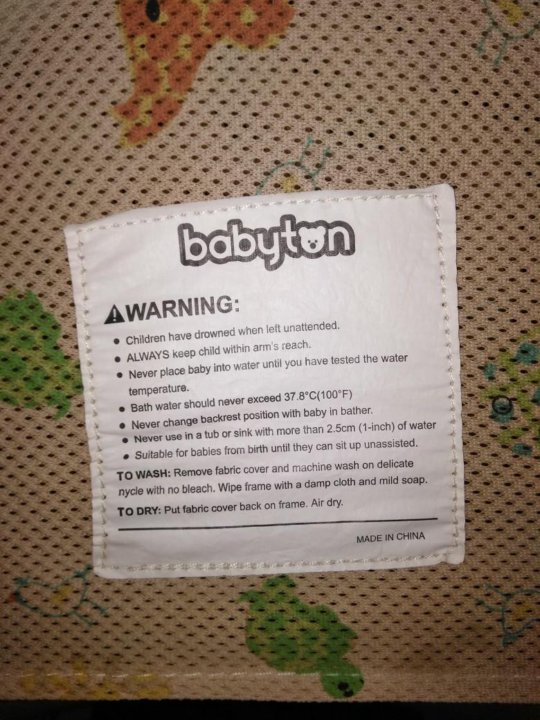 babyton
WARNING:
• Children have drowned when left unattended.
• ALWAYS keep child within arm's reach.
• Never place baby into water until you have tested the water
temperature.
• Bath water should never exceed 37.8°C(100°F)
• Never change backrest position with baby in bather.
• Never use in a tub or sink with more than 2.5cm (1-inch) of water
• Suitable for babies from birth until they can sit up unassisted.
TO WASH: Remove fabric cover and machine wash on delicate
nycle with no bleach. Wipe frame with a damp cloth and mild soap.
TO DRY: Put fabric cover back on frame. Air dry.
MADE IN CHINA